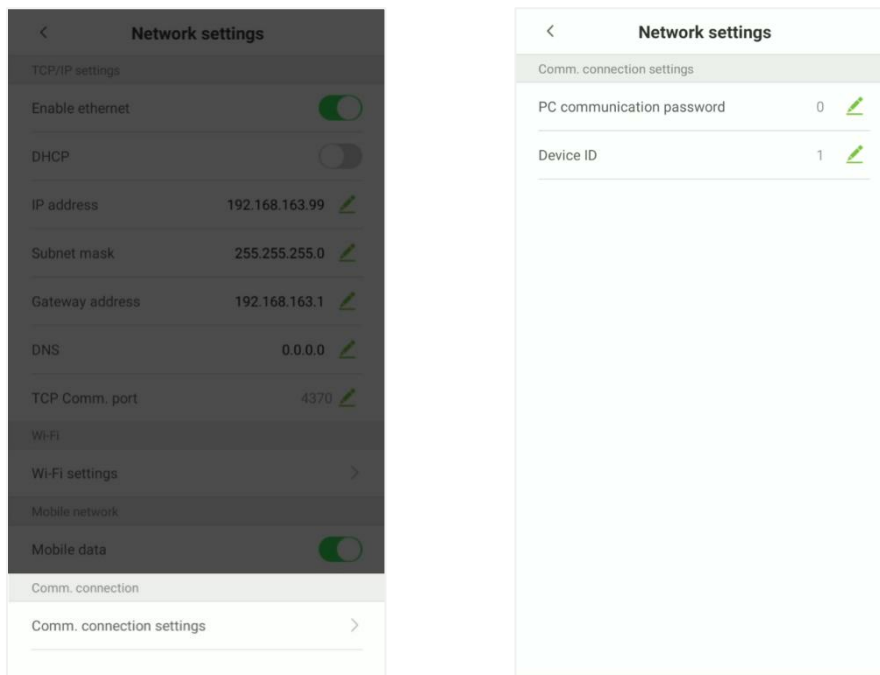 Network settings
TCP/IP settings
Enable ethernet
DHCP
IP address 192.168.163.99
Subnet mask 255.255.255.0
Gateway address 192.168.163.1
DNS 0.0.0.0
TCP Comm. port 4370
Wi-Fi
Wi-Fi settings
Mobile network
Mobile data
Comm. connection
Comm. connection settings
Network settings
Comm. connection settings
PC communication password 0
Device ID 1